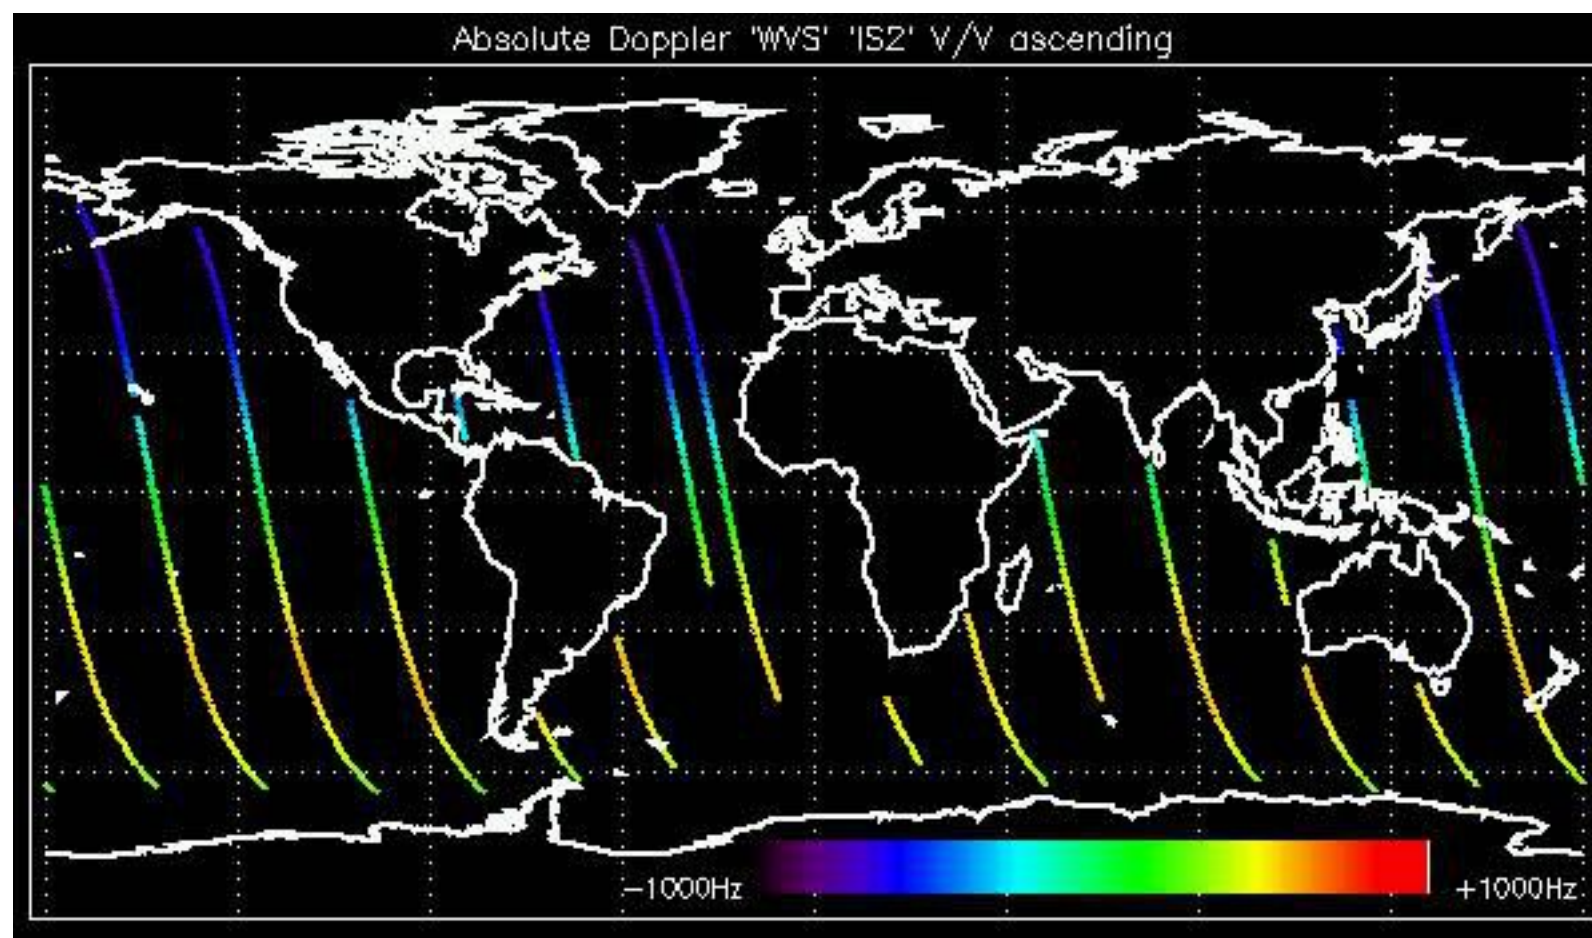 Absolute Doppler 'WVS' 'IS2' V/V ascending
−1000Hz
+1000Hz